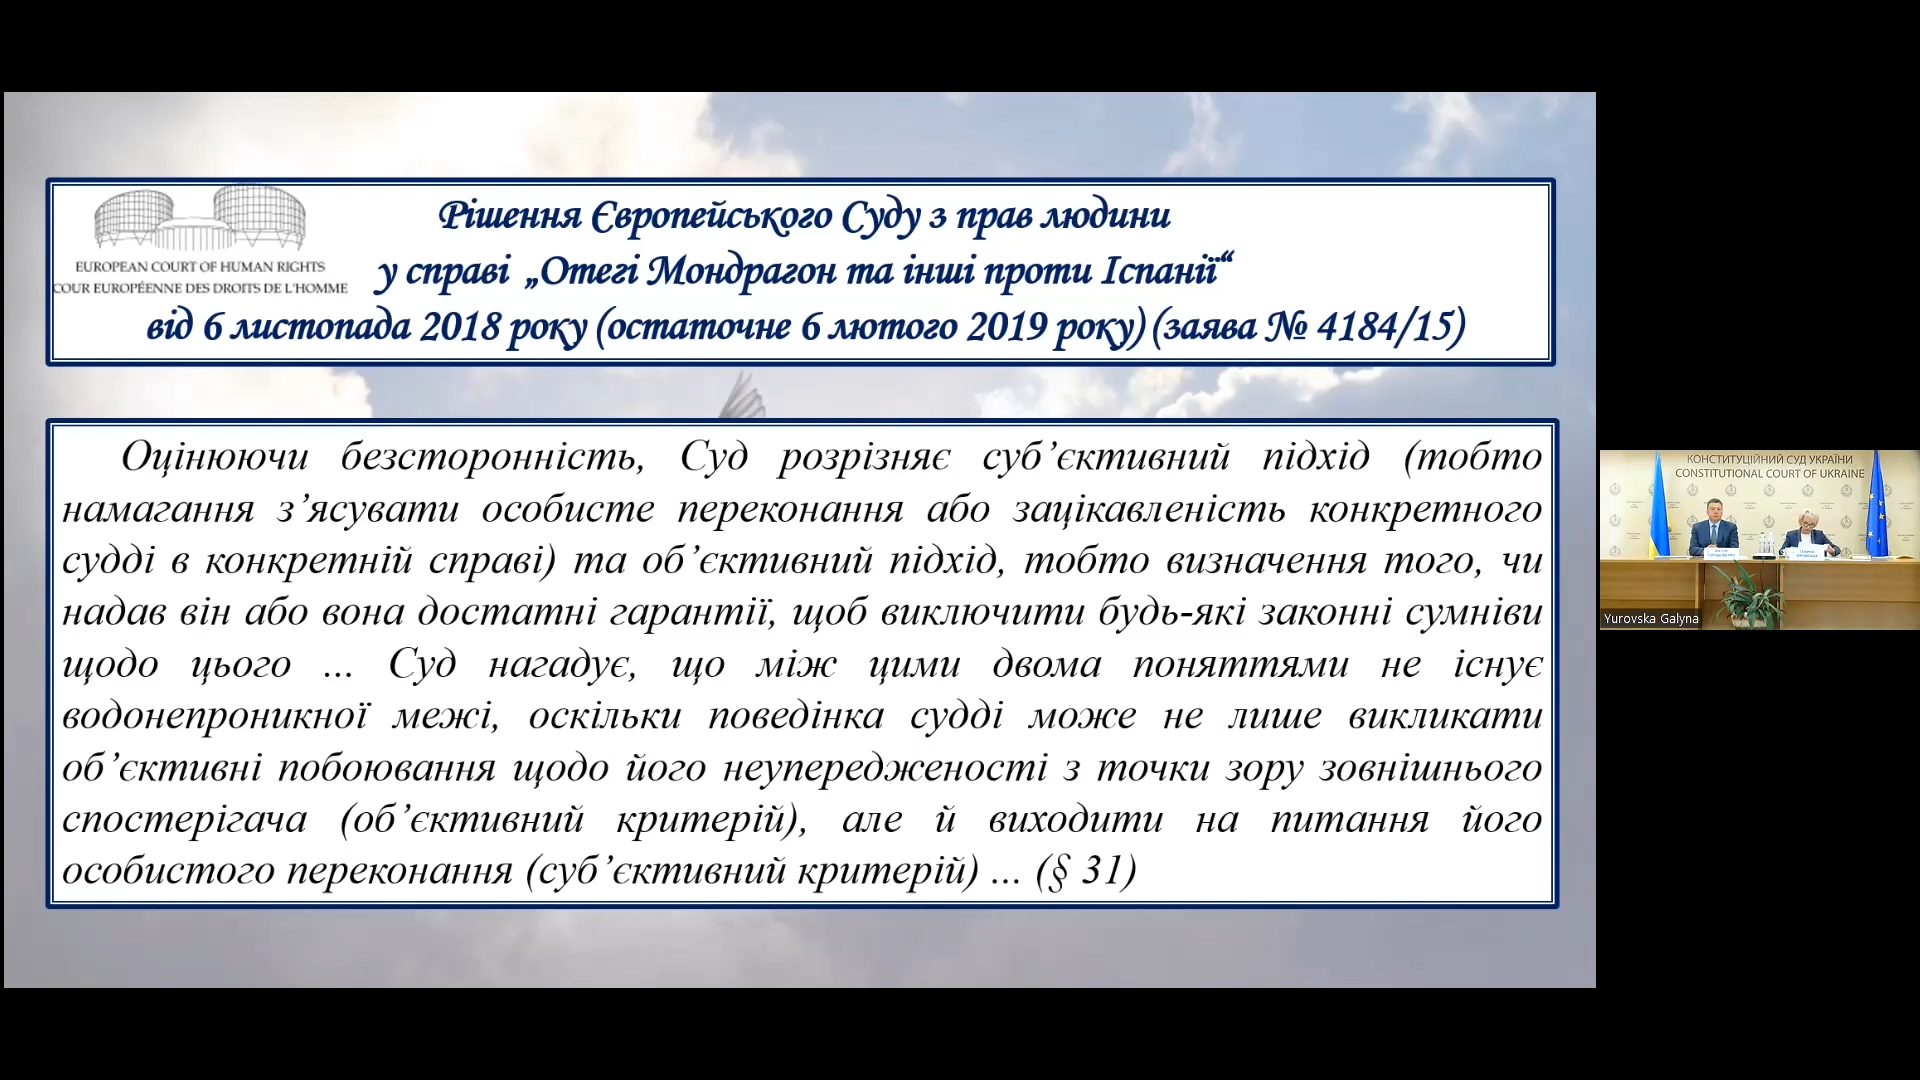 EUROPEAN COURT OF HUMAN RIGHTS
COUR EUROPÉENNE DES DROITS DE L'HOMME
Рішення Європейського Суду з прав людини
у справі „Отегі Мондрагон та інші проти Іспанії“
від 6 листопада 2018 року (остаточне 6 лютого 2019 року) (заява № 4184/15)
Оцінюючи безсторонність, Суд розрізняє суб’єктивний підхід (тобто
намагання з’ясувати особисте переконання або зацікавленість конкретного
судді в конкретній справі) та об’єктивний підхід, тобто визначення того, чи
надав він або вона достатні гарантії, щоб виключити будь-які законні сумніви
щодо цього ... Суд нагадує, що між цими двома поняттями не існує
водонепроникної межі, оскільки поведінка судді може не лише викликати
об’єктивні побоювання щодо його неупередженості з точки зору зовнішнього
спостерігача (об’єктивний критерій), але й виходити на питання його
особистого переконання (суб’єктивний критерій) ... (§ 31)
КОНСТИТУЦІЙНИЙ СУД УКРАЇНИ
CONSTITUTIONAL COURT OF UKRAINE
Yurovska Galyna